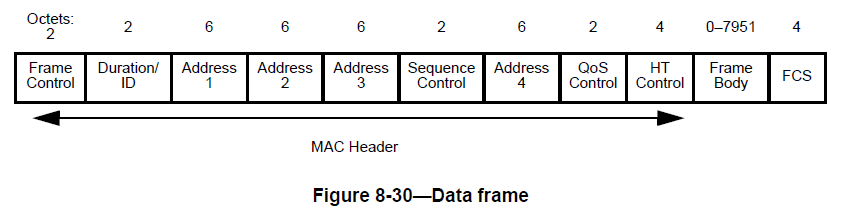 Octets:
2 2 6 6 6 2 6 2 4 0–7951 4
Frame Duration/ Address Address Address Sequence Address QoS HT Frame FCS
Control ID 1 2 3 Control 4 Control Control Body
MAC Header
Figure 8-30—Data frame